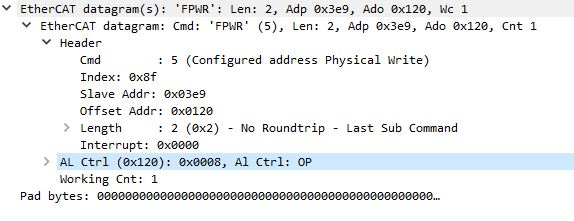 EtherCAT datagram(s): 'FPWR': Len: 2, Adp 0x3e9, Ado 0x120, Wc 1
EtherCAT datagram: Cmd: 'FPWR' (5), Len: 2, Adp 0x3e9, Ado 0x120, Cnt 1
Header
Cmd : 5 (Configured address Physical Write)
Index: 0x8f
Slave Addr: 0x03e9
Offset Addr: 0x0120
Length : 2 (0x2) - No Roundtrip - Last Sub Command
Interrupt: 0x0000
AL Ctrl (0x120): 0x0008, Al Ctrl: OP
Working Cnt: 1
Pad bytes: 000000000000000000000000000000000000000000000000…